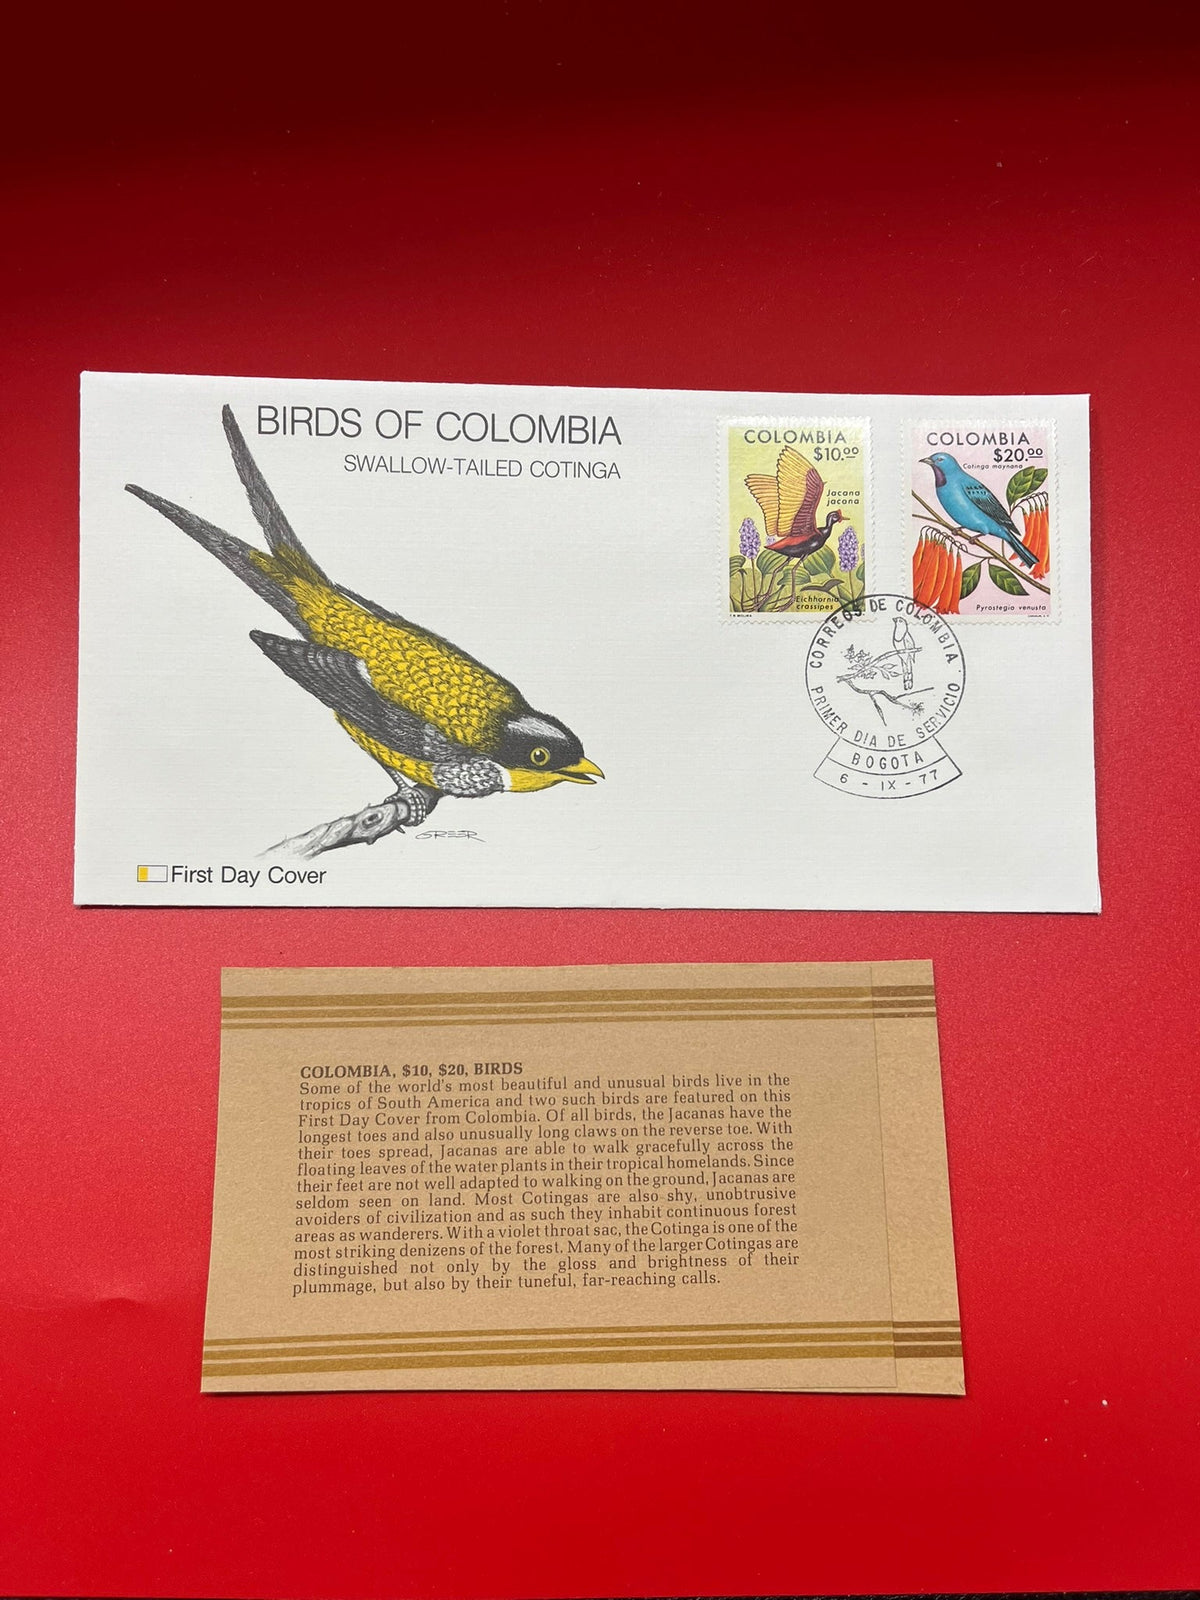 BIRDS OF COLOMBIA
SWALLOW-TAILED COTINGA
GREER
First Day Cover
COLOMBIA
$10.00
Jacana
jacana
Eichhornia
crassipes
COLOMBIA
$20.00
Cotinga maynana
Pyrostegia venusta
CORREOS DE COLOMBIA
PRIMER DIA DE SERVICIO
BOGOTA
6 - IX - 77
COLOMBIA, $10, $20, BIRDS
Some of the world's most beautiful and unusual birds live in the
tropics of South America and two such birds are featured on this
First Day Cover from Colombia. Of all birds, the Jacanas have the
longest toes and also unusually long claws on the reverse toe. With
their toes spread, Jacanas are able to walk gracefully across the
floating leaves of the water plants in their tropical homelands. Since
their feet are not well adapted to walking on the ground, Jacanas are
seldom seen on land. Most Cotingas are also shy, unobtrusive
avoiders of civilization and as such they inhabit continuous forest
areas as wanderers. With a violet throat sac, the Cotinga is one of the
most striking denizens of the forest. Many of the larger Cotingas are
distinguished not only by the gloss and brightness of their
plummage, but also by their tuneful, far-reaching calls.